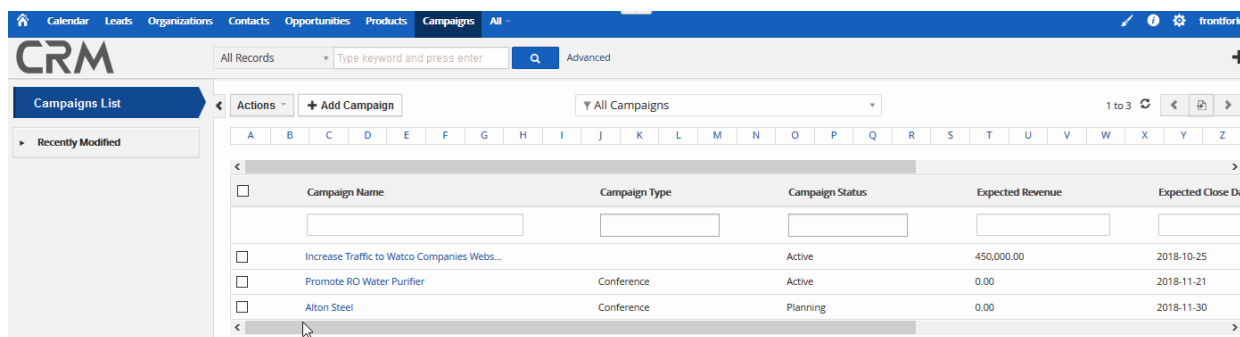 Calendar Leads Organizations Contacts Opportunities Products Campaigns All
frontfork
CRM
All Records Type keyword and press enter Advanced
Campaigns List
Actions + Add Campaign All Campaigns 1 to 3
Recently Modified
A B C D E F G H I J K L M N O P Q R S T U V W X Y Z
Campaign Name Campaign Type Campaign Status Expected Revenue Expected Close Da
Increase Traffic to Watco Companies Webs... Active 450,000.00 2018-10-25
Promote RO Water Purifier Conference Active 0.00 2018-11-21
Alton Steel Conference Planning 0.00 2018-11-30